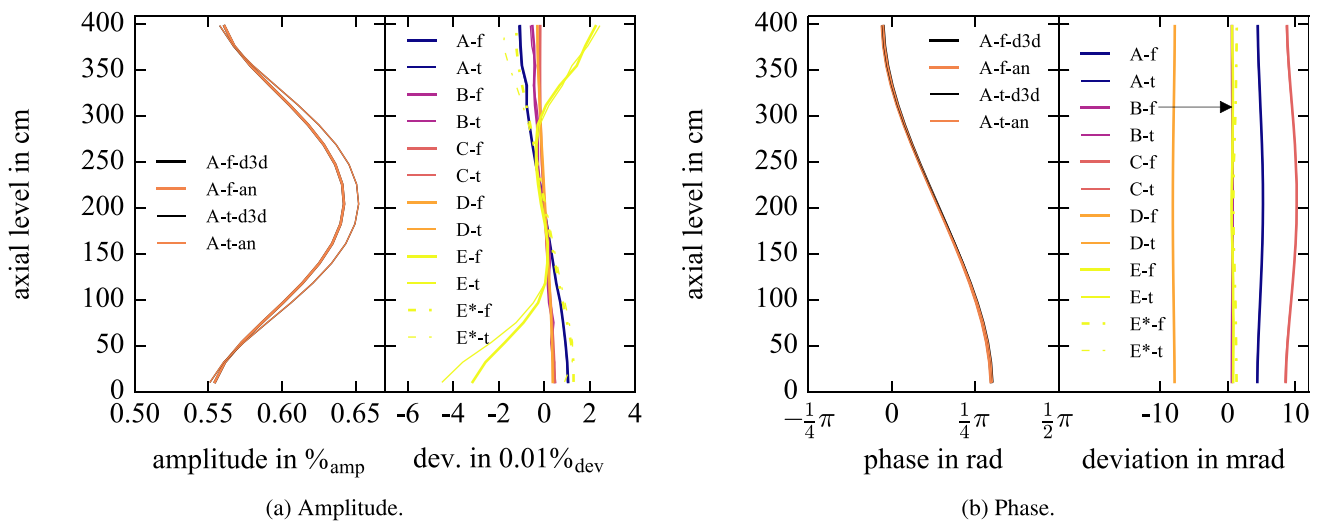 axial level in cm
400
350
300
250
200
150
100
50
0
A-f-d3d
A-f-an
A-t-d3d
A-t-an
0.50 0.55 0.60 0.65
amplitude in %amp
A-f
A-t
B-f
B-t
C-f
C-t
D-f
D-t
E-f
E-t
E*-f
E*-t
-6 -4 -2 0 2 4
dev. in 0.01%dev
(a) Amplitude.
axial level in cm
400
350
300
250
200
150
100
50
0
A-f-d3d
A-f-an
A-t-d3d
A-t-an
−1/4π 0 1/4π 1/2π
phase in rad
A-f
A-t
B-f
B-t
C-f
C-t
D-f
D-t
E-f
E-t
E*-f
E*-t
-10 0 10
deviation in mrad
(b) Phase.